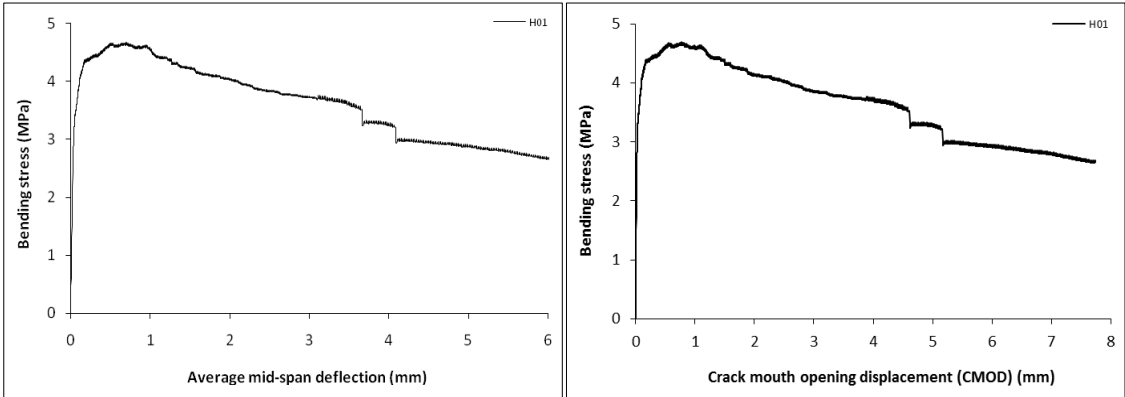 H01
5
4
3
2
1
0
Bending stress (MPa)
0 1 2 3 4 5 6
Average mid-span deflection (mm)
H01
5
4
3
2
1
0
Bending stress (MPa)
0 1 2 3 4 5 6 7 8
Crack mouth opening displacement (CMOD) (mm)